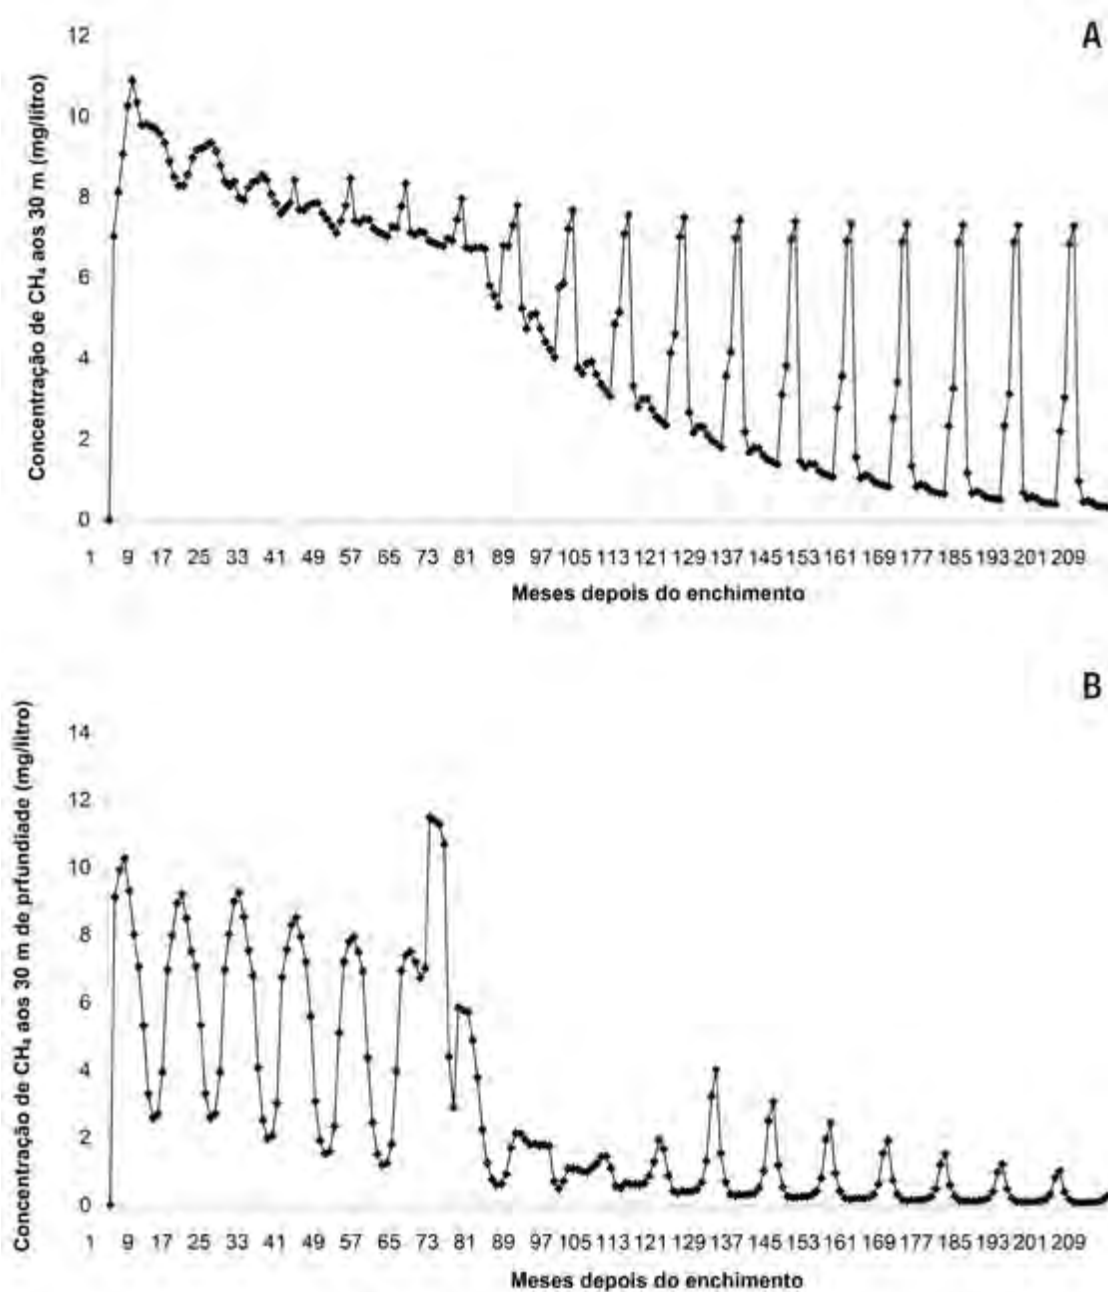 A
12
10
8
6
4
2
0
Concentração de CH₄ aos 30 m (mg/litro)
1 9 17 25 33 41 49 57 65 73 81 89 97 105 113 121 129 137 145 153 161 169 177 185 193 201 209
Meses depois do enchimento
B
14
12
10
8
6
4
2
0
Concentração de CH₄ aos 30 m de prfundiade (mg/litro)
1 9 17 25 33 41 49 57 65 73 81 89 97 105 113 121 129 137 145 153 161 169 177 185 193 201 209
Meses depois do enchimento